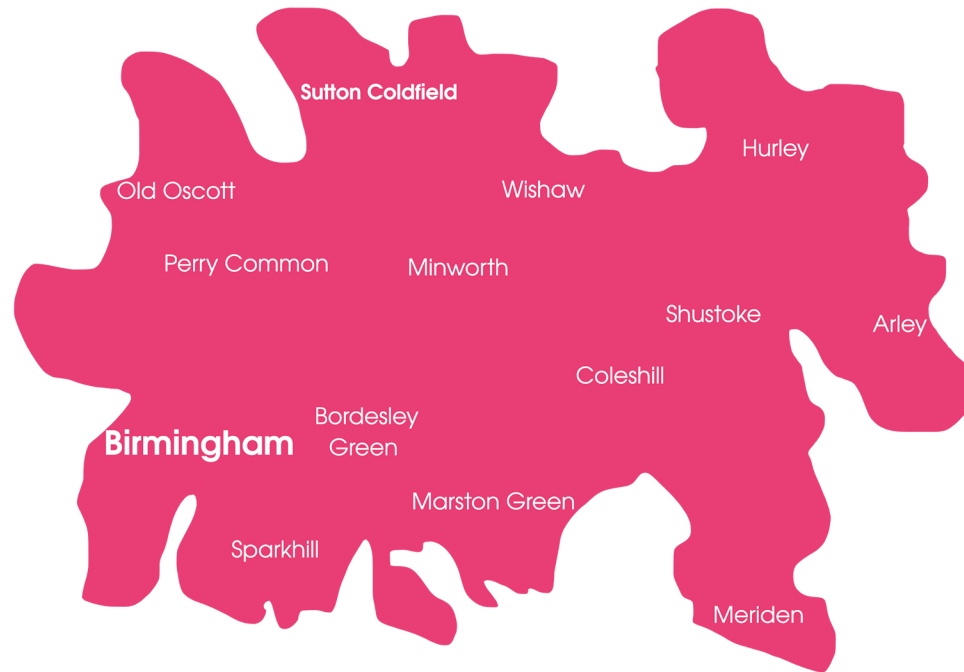 Sutton Coldfield
Hurley
Old Oscott
Wishaw
Perry Common
Minworth
Shustoke
Arley
Coleshill
Bordesley
Green
Birmingham
Marston Green
Sparkhill
Meriden